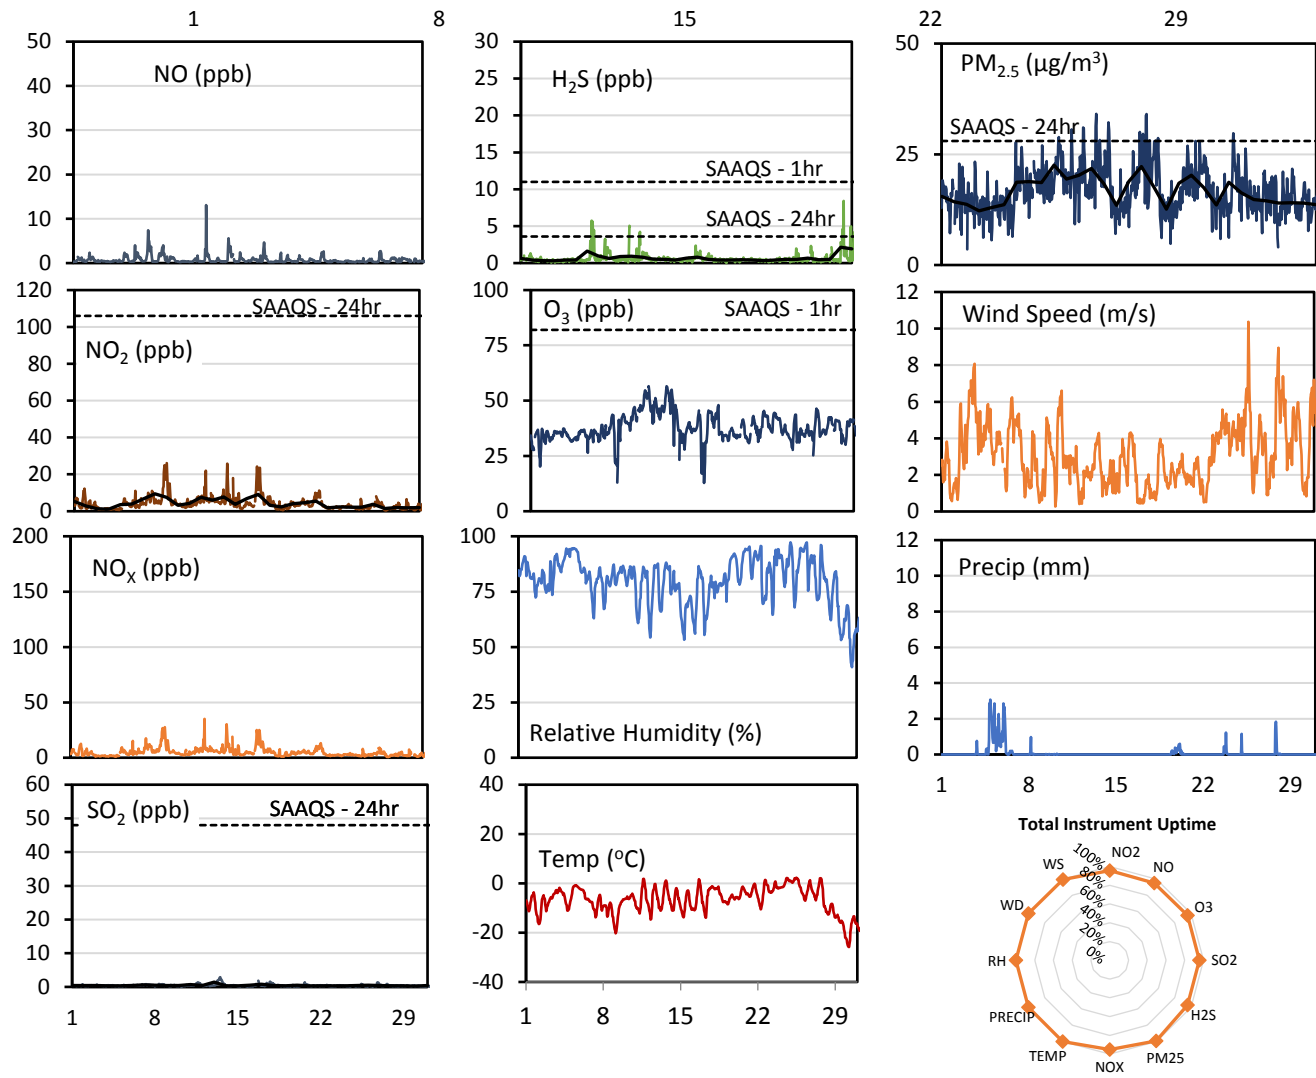 1 8 15 22 29
50
40
30
20
10
0
NO (ppb)
30
25
20
15
10
5
0
H₂S (ppb)
SAAQS - 1hr
SAAQS - 24hr
50
25
0
PM₂.₅ (µg/m³)
SAAQS - 24hr
120
100
80
60
40
20
0
SAAQS - 24hr
NO₂ (ppb)
100
75
50
25
0
O₃ (ppb)
SAAQS - 1hr
12
10
8
6
4
2
0
Wind Speed (m/s)
200
150
100
50
0
NOX (ppb)
100
75
50
25
0
Relative Humidity (%)
12
10
8
6
4
2
0
Precip (mm)
1 8 15 22 29
60
50
40
30
20
10
0
SO₂ (ppb)
SAAQS - 24hr
1 8 15 22 29
40
20
0
-20
-40
Temp (°C)
1 8 15 22 29
Total Instrument Uptime
100%
80%
60%
40%
20%
0%
NO2
NO
O3
SO2
H2S
PM25
NOX
TEMP
PRECIP
RH
WD
WS